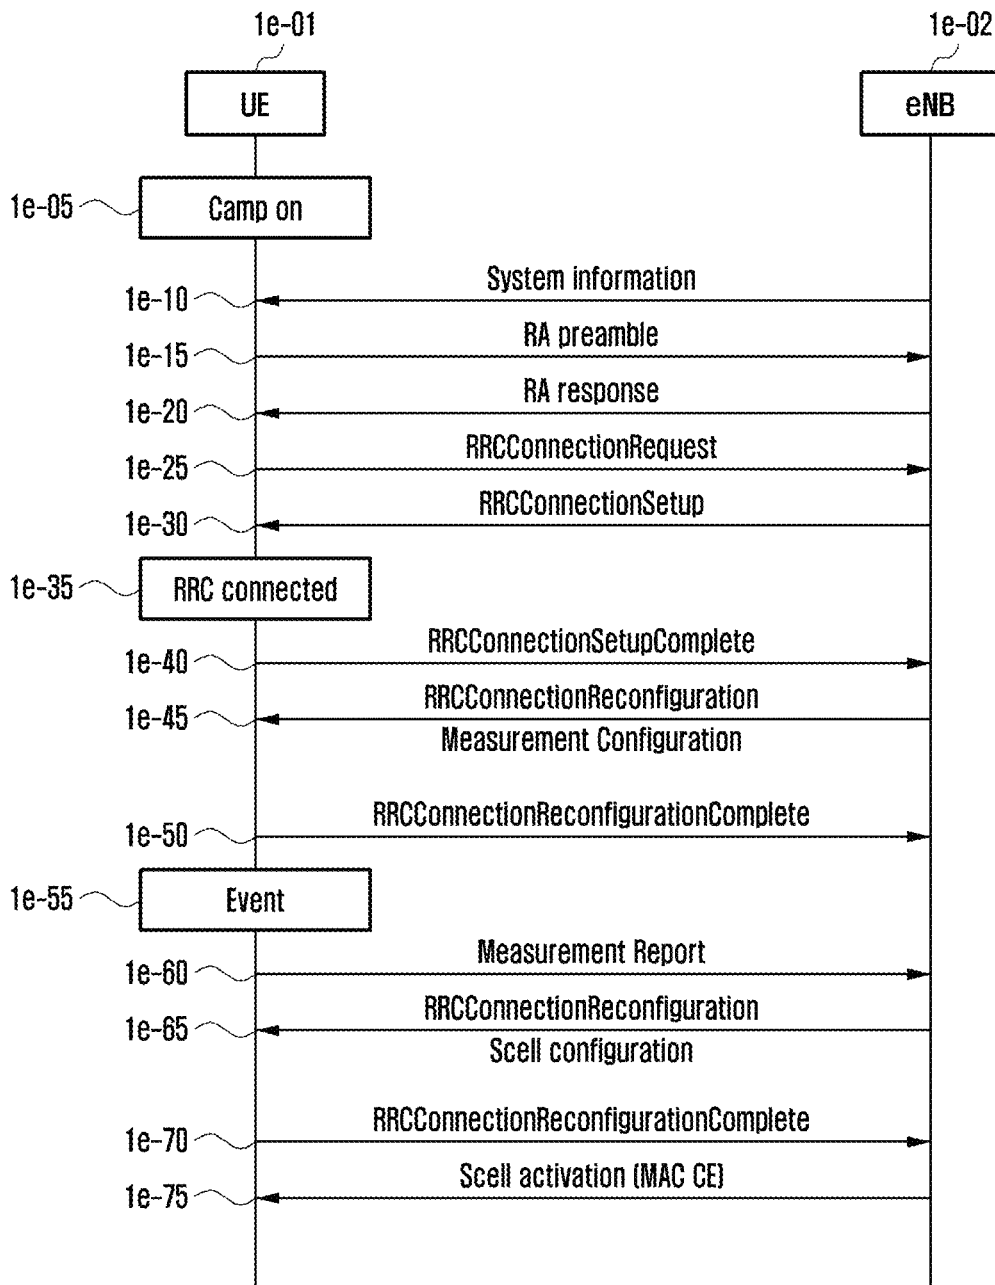 1e-01
1e-02
UE
eNB
1e-05
Camp on
System information
1e-10
RA preamble
1e-15
RA response
1e-20
RRCConnectionRequest
1e-25
RRCConnectionSetup
1e-30
1e-35
RRC connected
RRCConnectionSetupComplete
1e-40
RRCConnectionReconfiguration
1e-45
Measurement Configuration
RRCConnectionReconfigurationComplete
1e-50
1e-55
Event
Measurement Report
1e-60
RRCConnectionReconfiguration
1e-65
Scell configuration
RRCConnectionReconfigurationComplete
1e-70
Scell activation (MAC CE)
1e-75